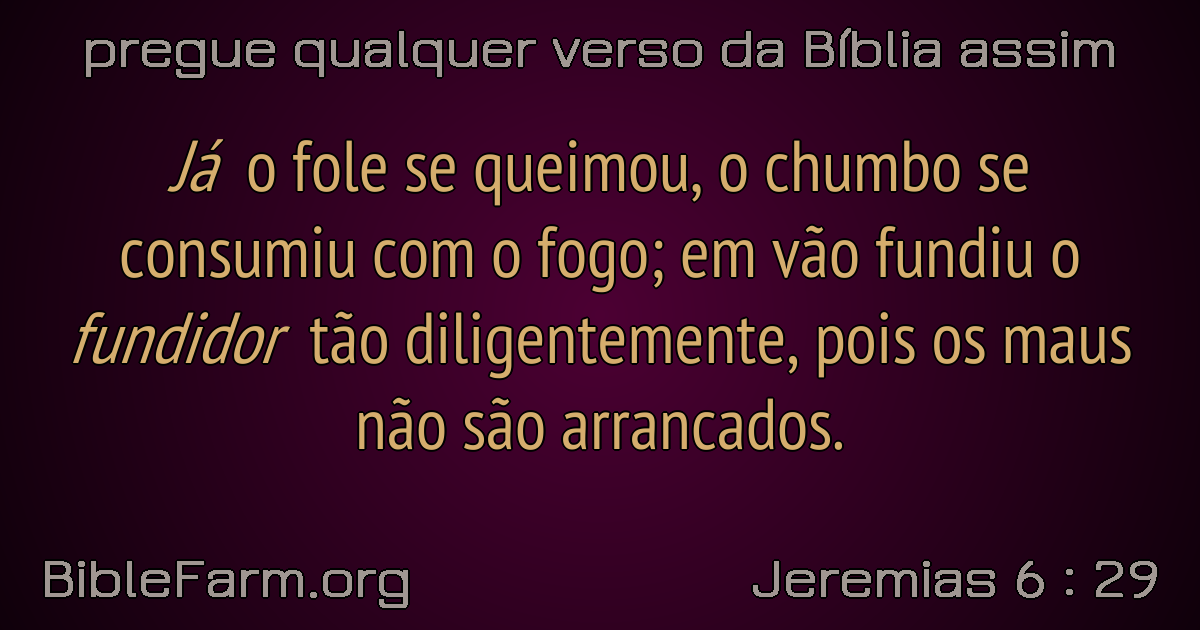 pregue qualquer verso da Bíblia assim
Já o fole se queimou, o chumbo se
consumiu com o fogo; em vão fundiu o
fundidor tão diligentemente, pois os maus
não são arrancados.
BibleFarm.org
Jeremias 6 : 29